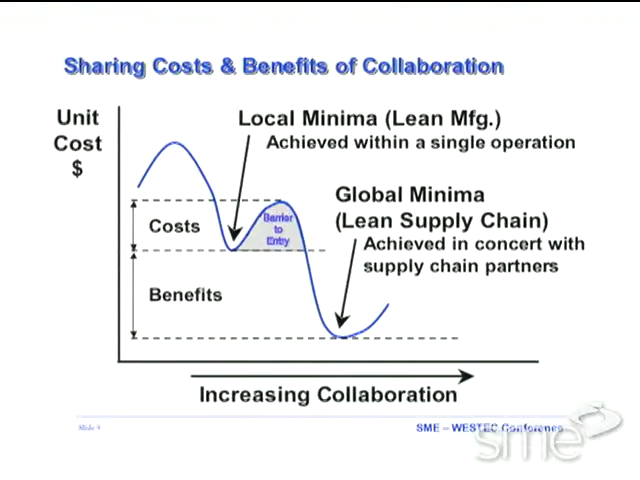 Sharing Costs & Benefits of Collaboration
Unit
Cost
$
Local Minima (Lean Mfg.)
Achieved within a single operation
Global Minima
(Lean Supply Chain)
Achieved in concert with
supply chain partners
Costs
Barrier
to
Entry
Benefits
Increasing Collaboration
Slide 9
SME – WESTEC Conference
sme